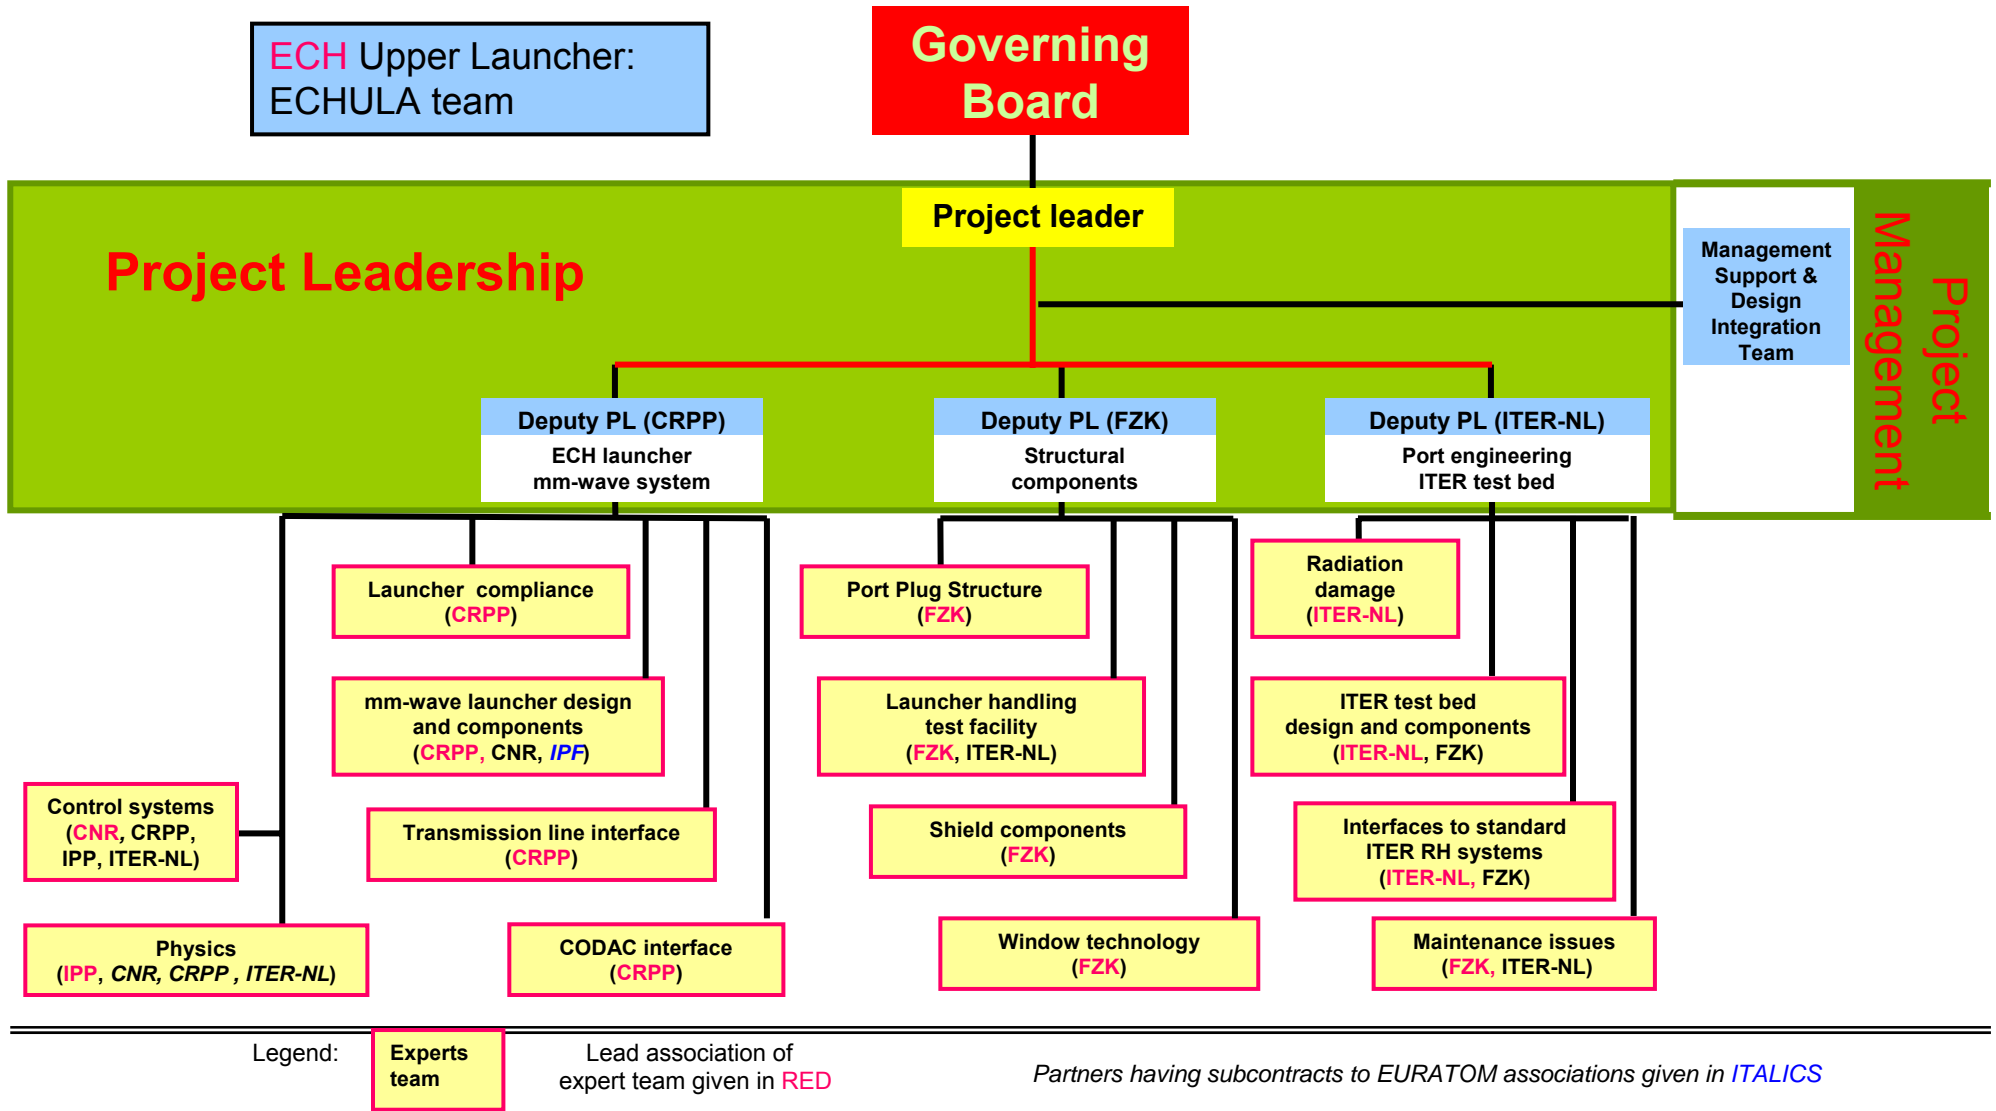 ECH Upper Launcher:
ECHULA team
Governing
Board
Project leader
Project Leadership
Management
Support &
Design
Integration
Team
Project
Management
Deputy PL (CRPP)
ECH launcher
mm-wave system
Deputy PL (FZK)
Structural
components
Deputy PL (ITER-NL)
Port engineering
ITER test bed
Launcher compliance
(CRPP)
Port Plug Structure
(FZK)
Radiation
damage
(ITER-NL)
mm-wave launcher design
and components
(CRPP, CNR, IPF)
Launcher handling
test facility
(FZK, ITER-NL)
ITER test bed
design and components
(ITER-NL, FZK)
Control systems
(CNR, CRPP,
IPP, ITER-NL)
Transmission line interface
(CRPP)
Shield components
(FZK)
Interfaces to standard
ITER RH systems
(ITER-NL, FZK)
Physics
(IPP, CNR, CRPP , ITER-NL)
CODAC interface
(CRPP)
Window technology
(FZK)
Maintenance issues
(FZK, ITER-NL)
Legend:
Experts
team
Lead association of
expert team given in RED
Partners having subcontracts to EURATOM associations given in ITALICS